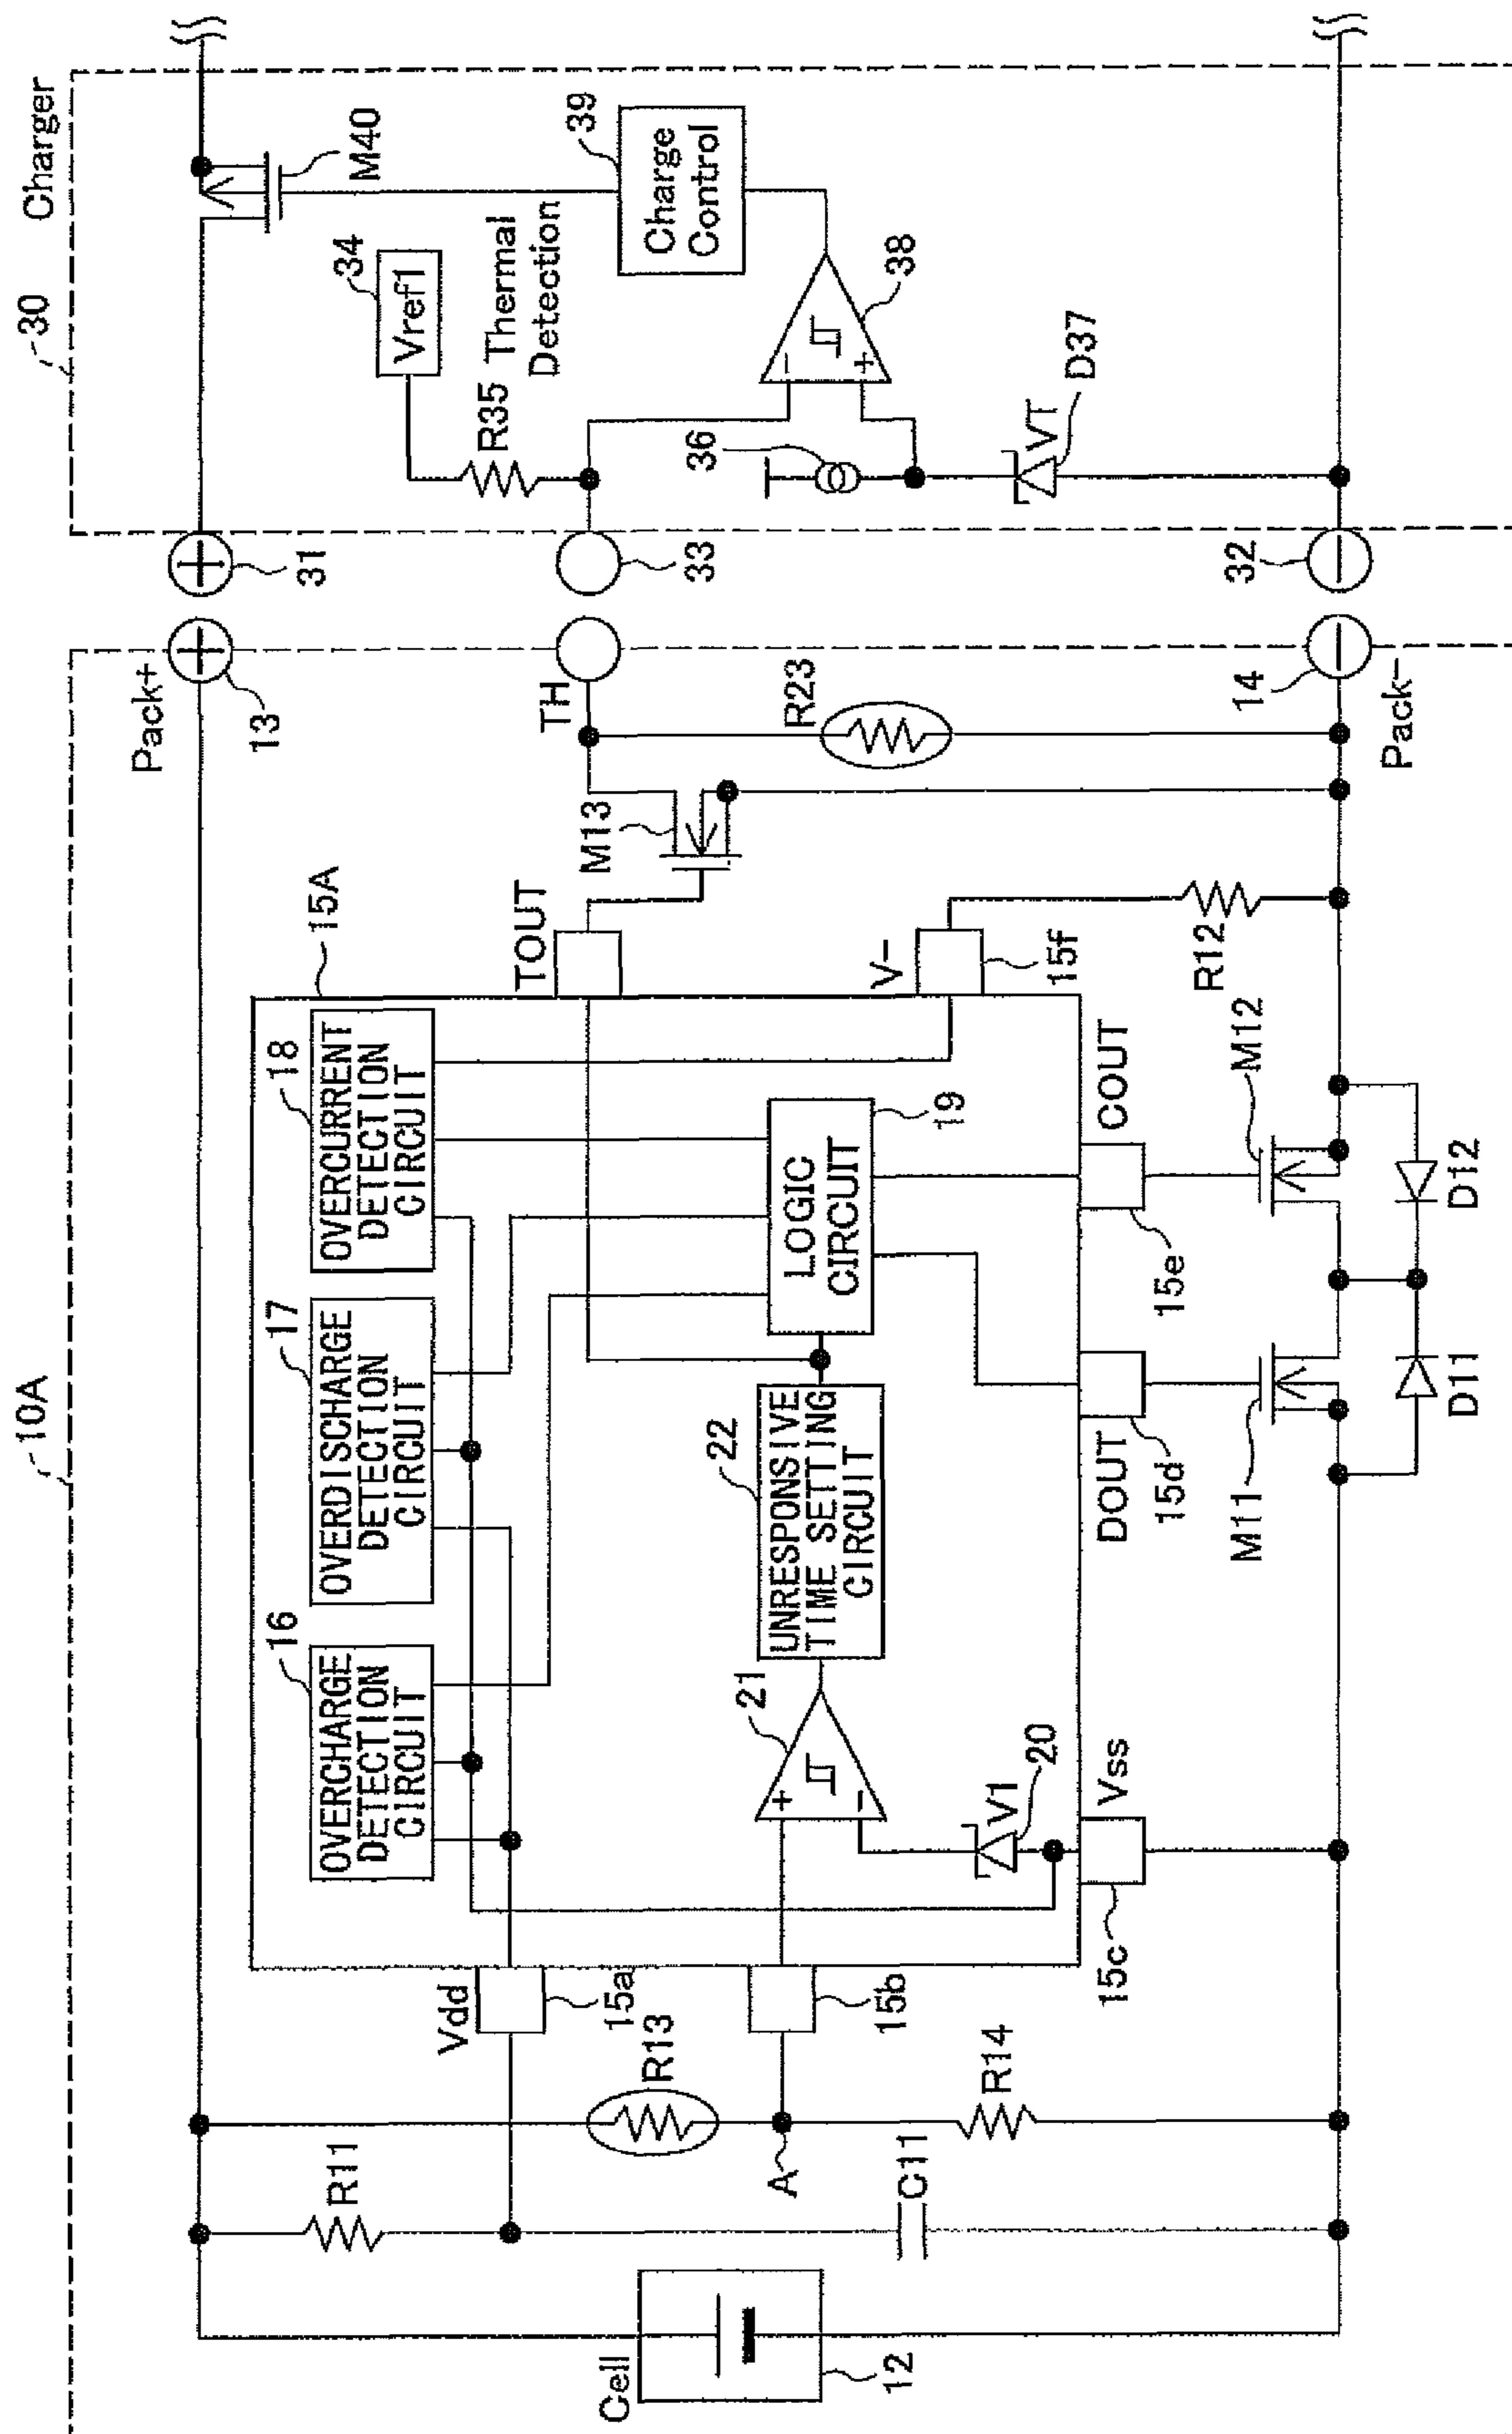 10A
30
Charger
Pack+
13
31
M40
34
Vref1
R35
Thermal
Detection
39
Charge
Control
38
−
+
36
VT
D37
33
TH
R23
M13
TOUT
15A
32
14
Pack−
Cell
12
R11
C11
A
R13
R14
Vdd
15a
15b
15c
Vss
16
OVERCHARGE
DETECTION
CIRCUIT
17
OVERDISCHARGE
DETECTION
CIRCUIT
18
OVERCURRENT
DETECTION
CIRCUIT
21
+
−
V1
20
22
UNRESPONSIVE
TIME SETTING
CIRCUIT
19
LOGIC
CIRCUIT
V−
15f
R12
DOUT
15d
COUT
15e
M11
M12
D11
D12